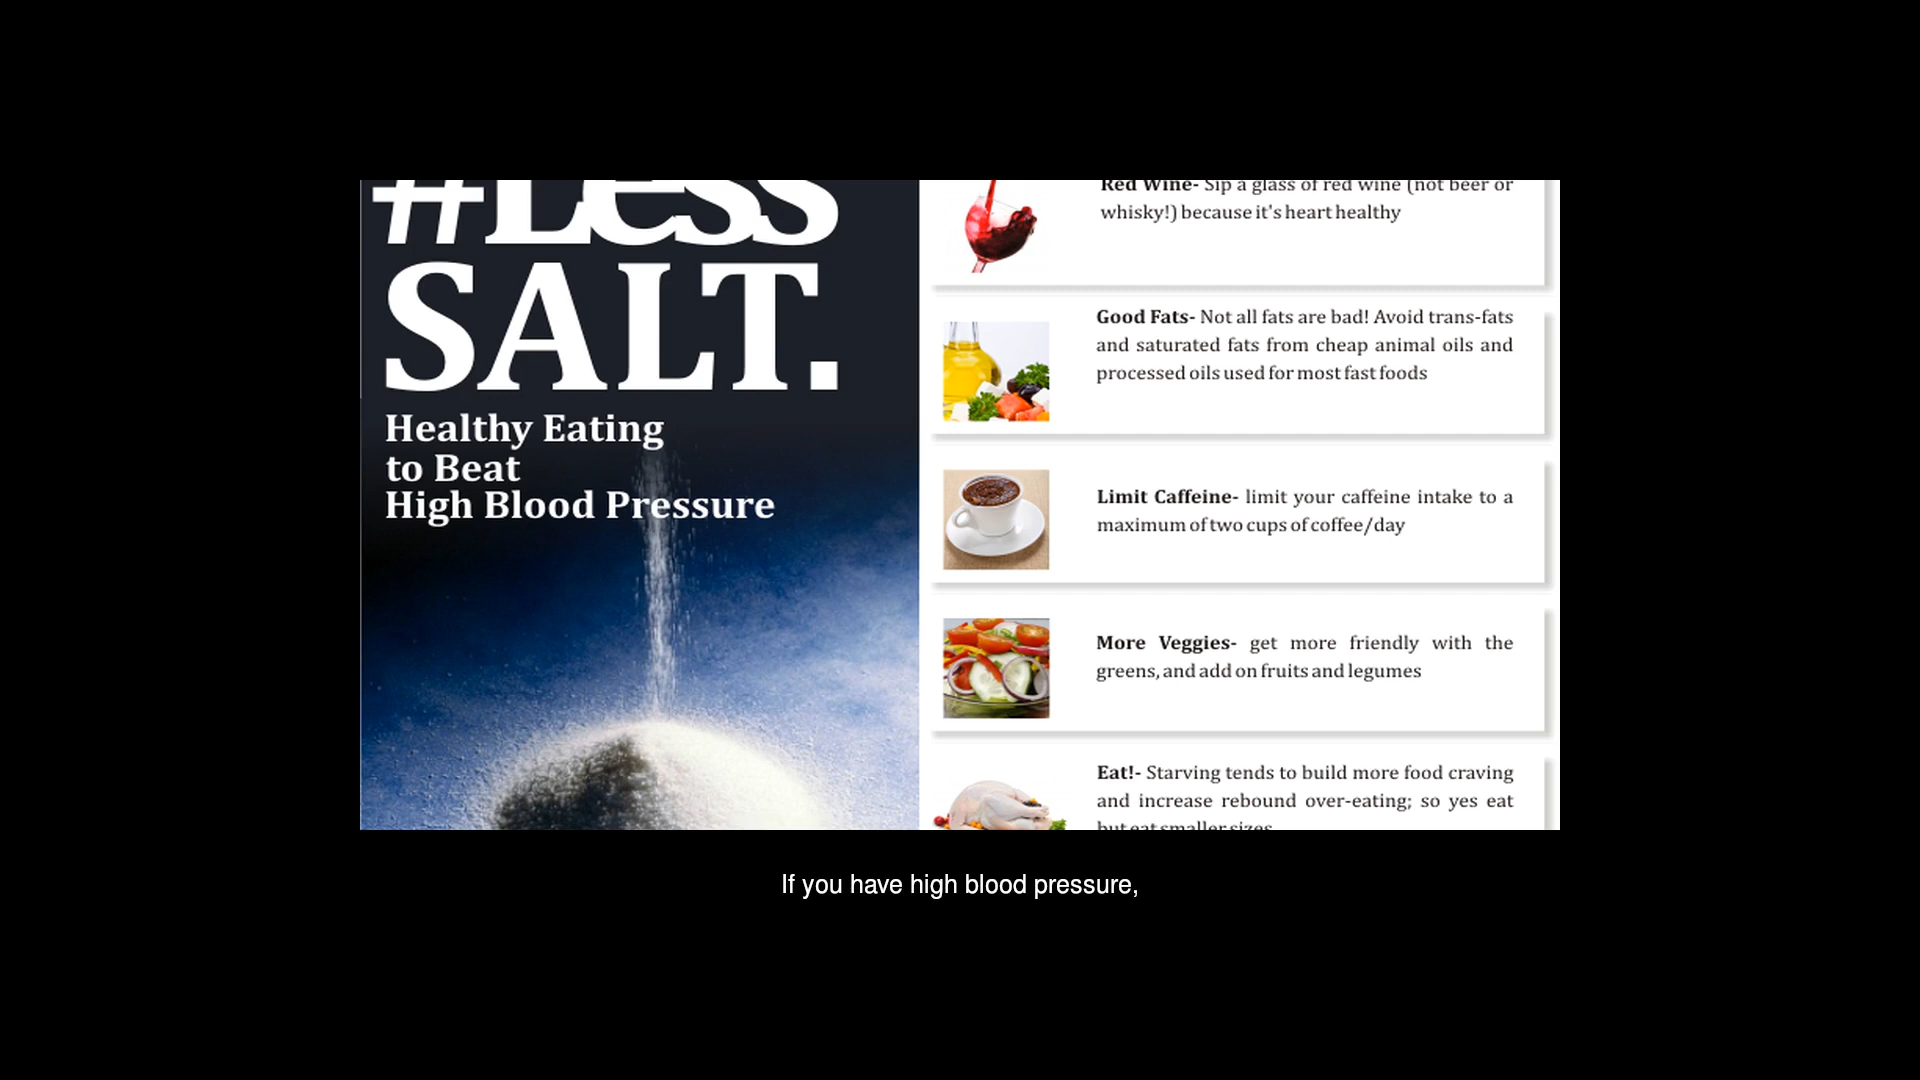 #Less
SALT.
Healthy Eating
to Beat
High Blood Pressure
Red Wine- Sip a glass of red wine (not beer or
whisky!) because it's heart healthy
Good Fats- Not all fats are bad! Avoid trans-fats
and saturated fats from cheap animal oils and
processed oils used for most fast foods
Limit Caffeine- limit your caffeine intake to a
maximum of two cups of coffee/day
More Veggies- get more friendly with the
greens, and add on fruits and legumes
Eat!- Starving tends to build more food craving
and increase rebound over-eating; so yes eat
but eat smaller sizes
If you have high blood pressure,